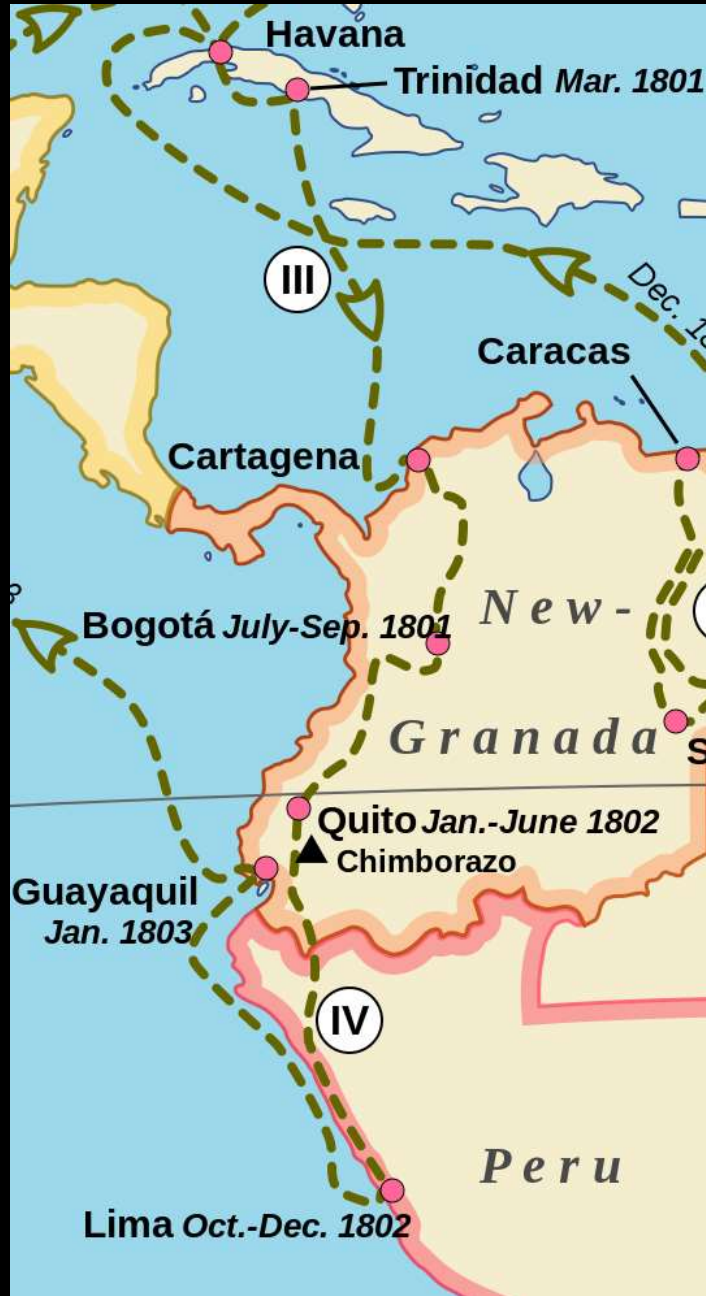 Havana
Trinidad Mar. 1801
III
Dec.
Caracas
Cartagena
New-
Bogotá July-Sep. 1801
Granada
S
Quito Jan.-June 1802
Chimborazo
Guayaquil
Jan. 1803
IV
Peru
Lima Oct.-Dec. 1802